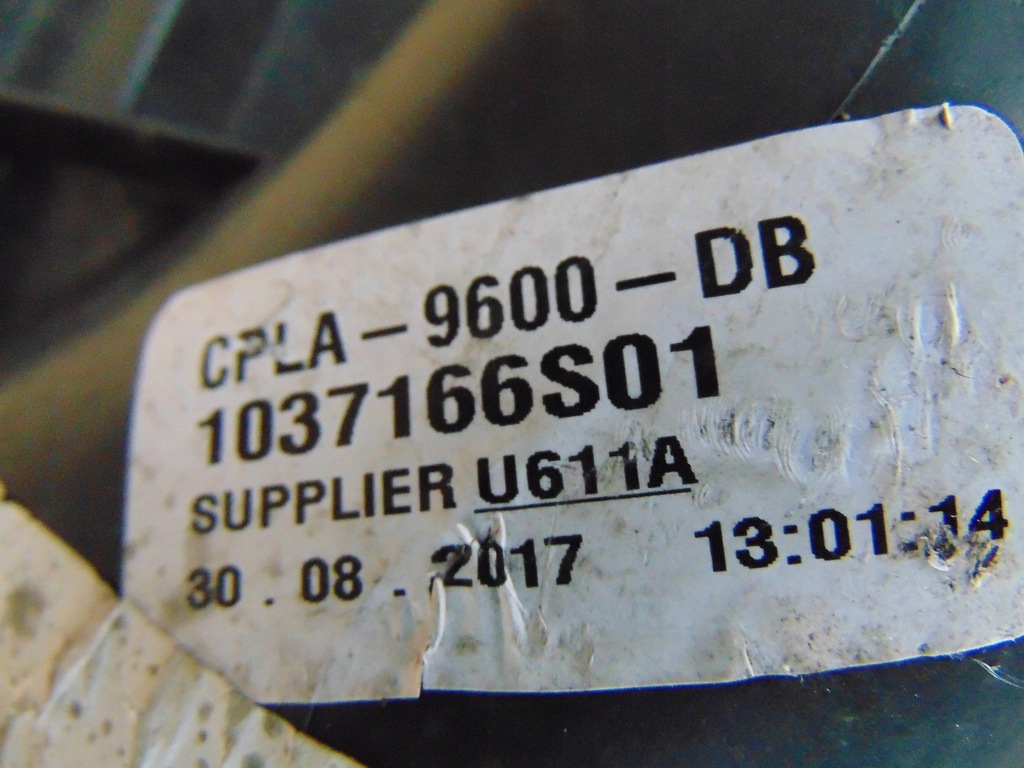 CPLA-9600-DB
1037166S01
SUPPLIER U611A
30.08.2017 13:01:14